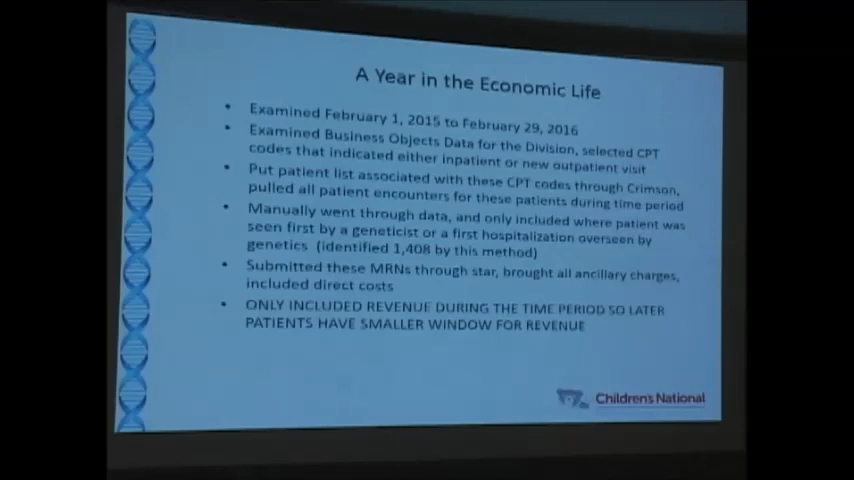 A Year in the Economic Life
• Examined February 1, 2015 to February 29, 2016
• Examined Business Objects Data for the Division, selected CPT
codes that indicated either inpatient or new outpatient visit
• Put patient list associated with these CPT codes through Crimson,
pulled all patient encounters for these patients during time period
• Manually went through data, and only included where patient was
seen first by a geneticist or a first hospitalization overseen by
genetics (identified 1,408 by this method)
• Submitted these MRNs through star, brought all ancillary charges,
included direct costs
• ONLY INCLUDED REVENUE DURING THE TIME PERIOD SO LATER
PATIENTS HAVE SMALLER WINDOW FOR REVENUE
Children's National